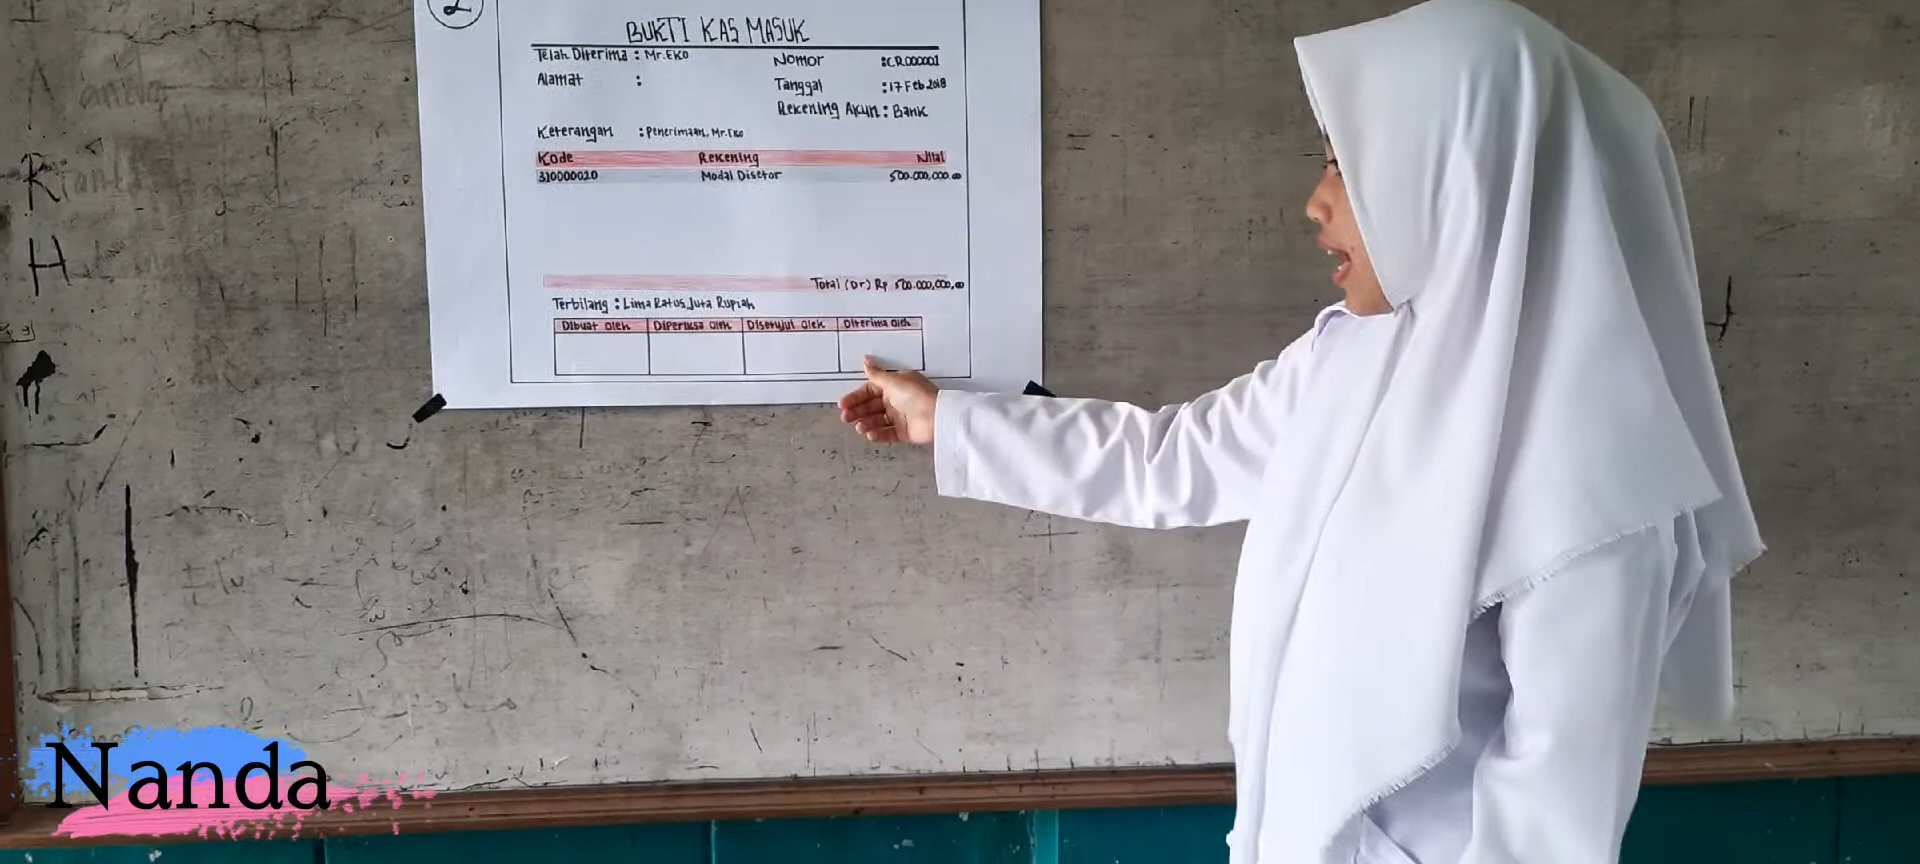 2
BUKTI KAS MASUK
Telah Diterima : Mr.EKO
Nomor :CR000001
Alamat :
Tanggal :17 Feb 2018
Rekening Akun : Bank
Keterangan : Penerimaan, Mr.Eko
Kode Rekening Nilai
310000020 Modal Disetor 500.000,000.00
Total (Dr) Rp 500.000,000,00
Terbilang : Lima Ratus Juta Rupiah
Dibuat oleh Diperiksa oleh Disetujui oleh Diterima oleh
K
H
Nanda